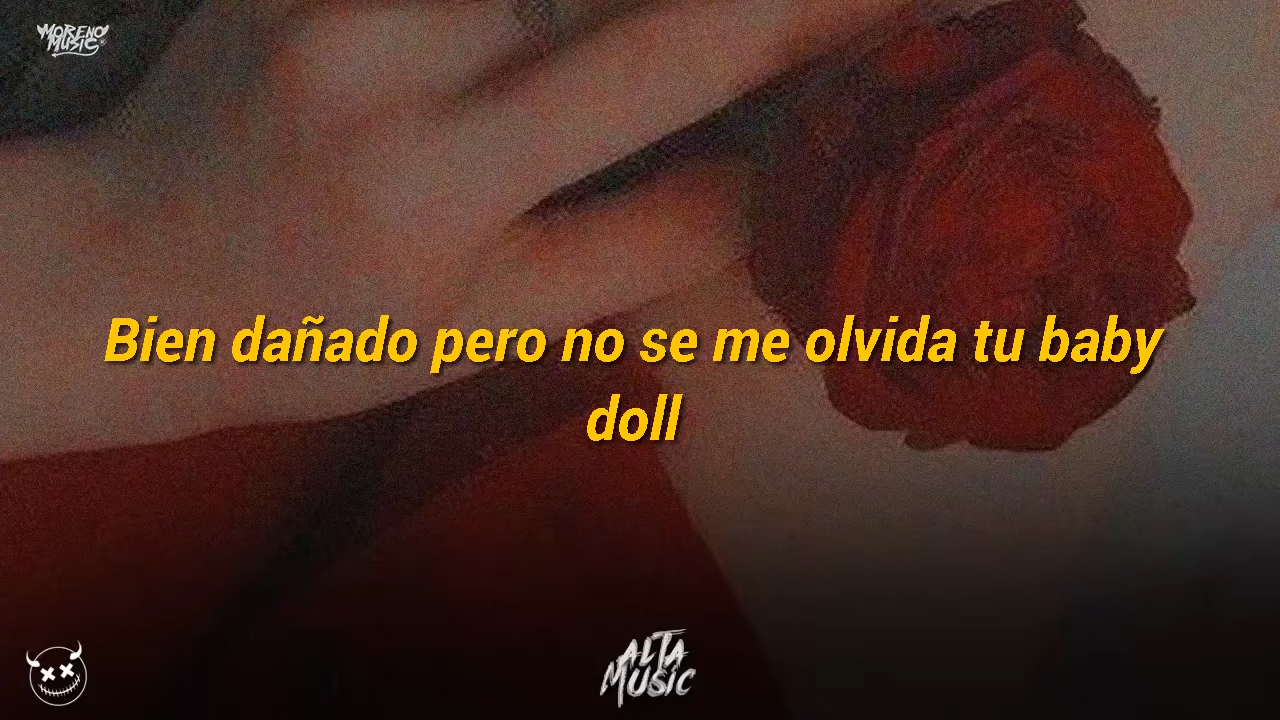 MORENO
MUSIC
Bien dañado pero no se me olvida tu baby
doll
ALTA
MUSIC